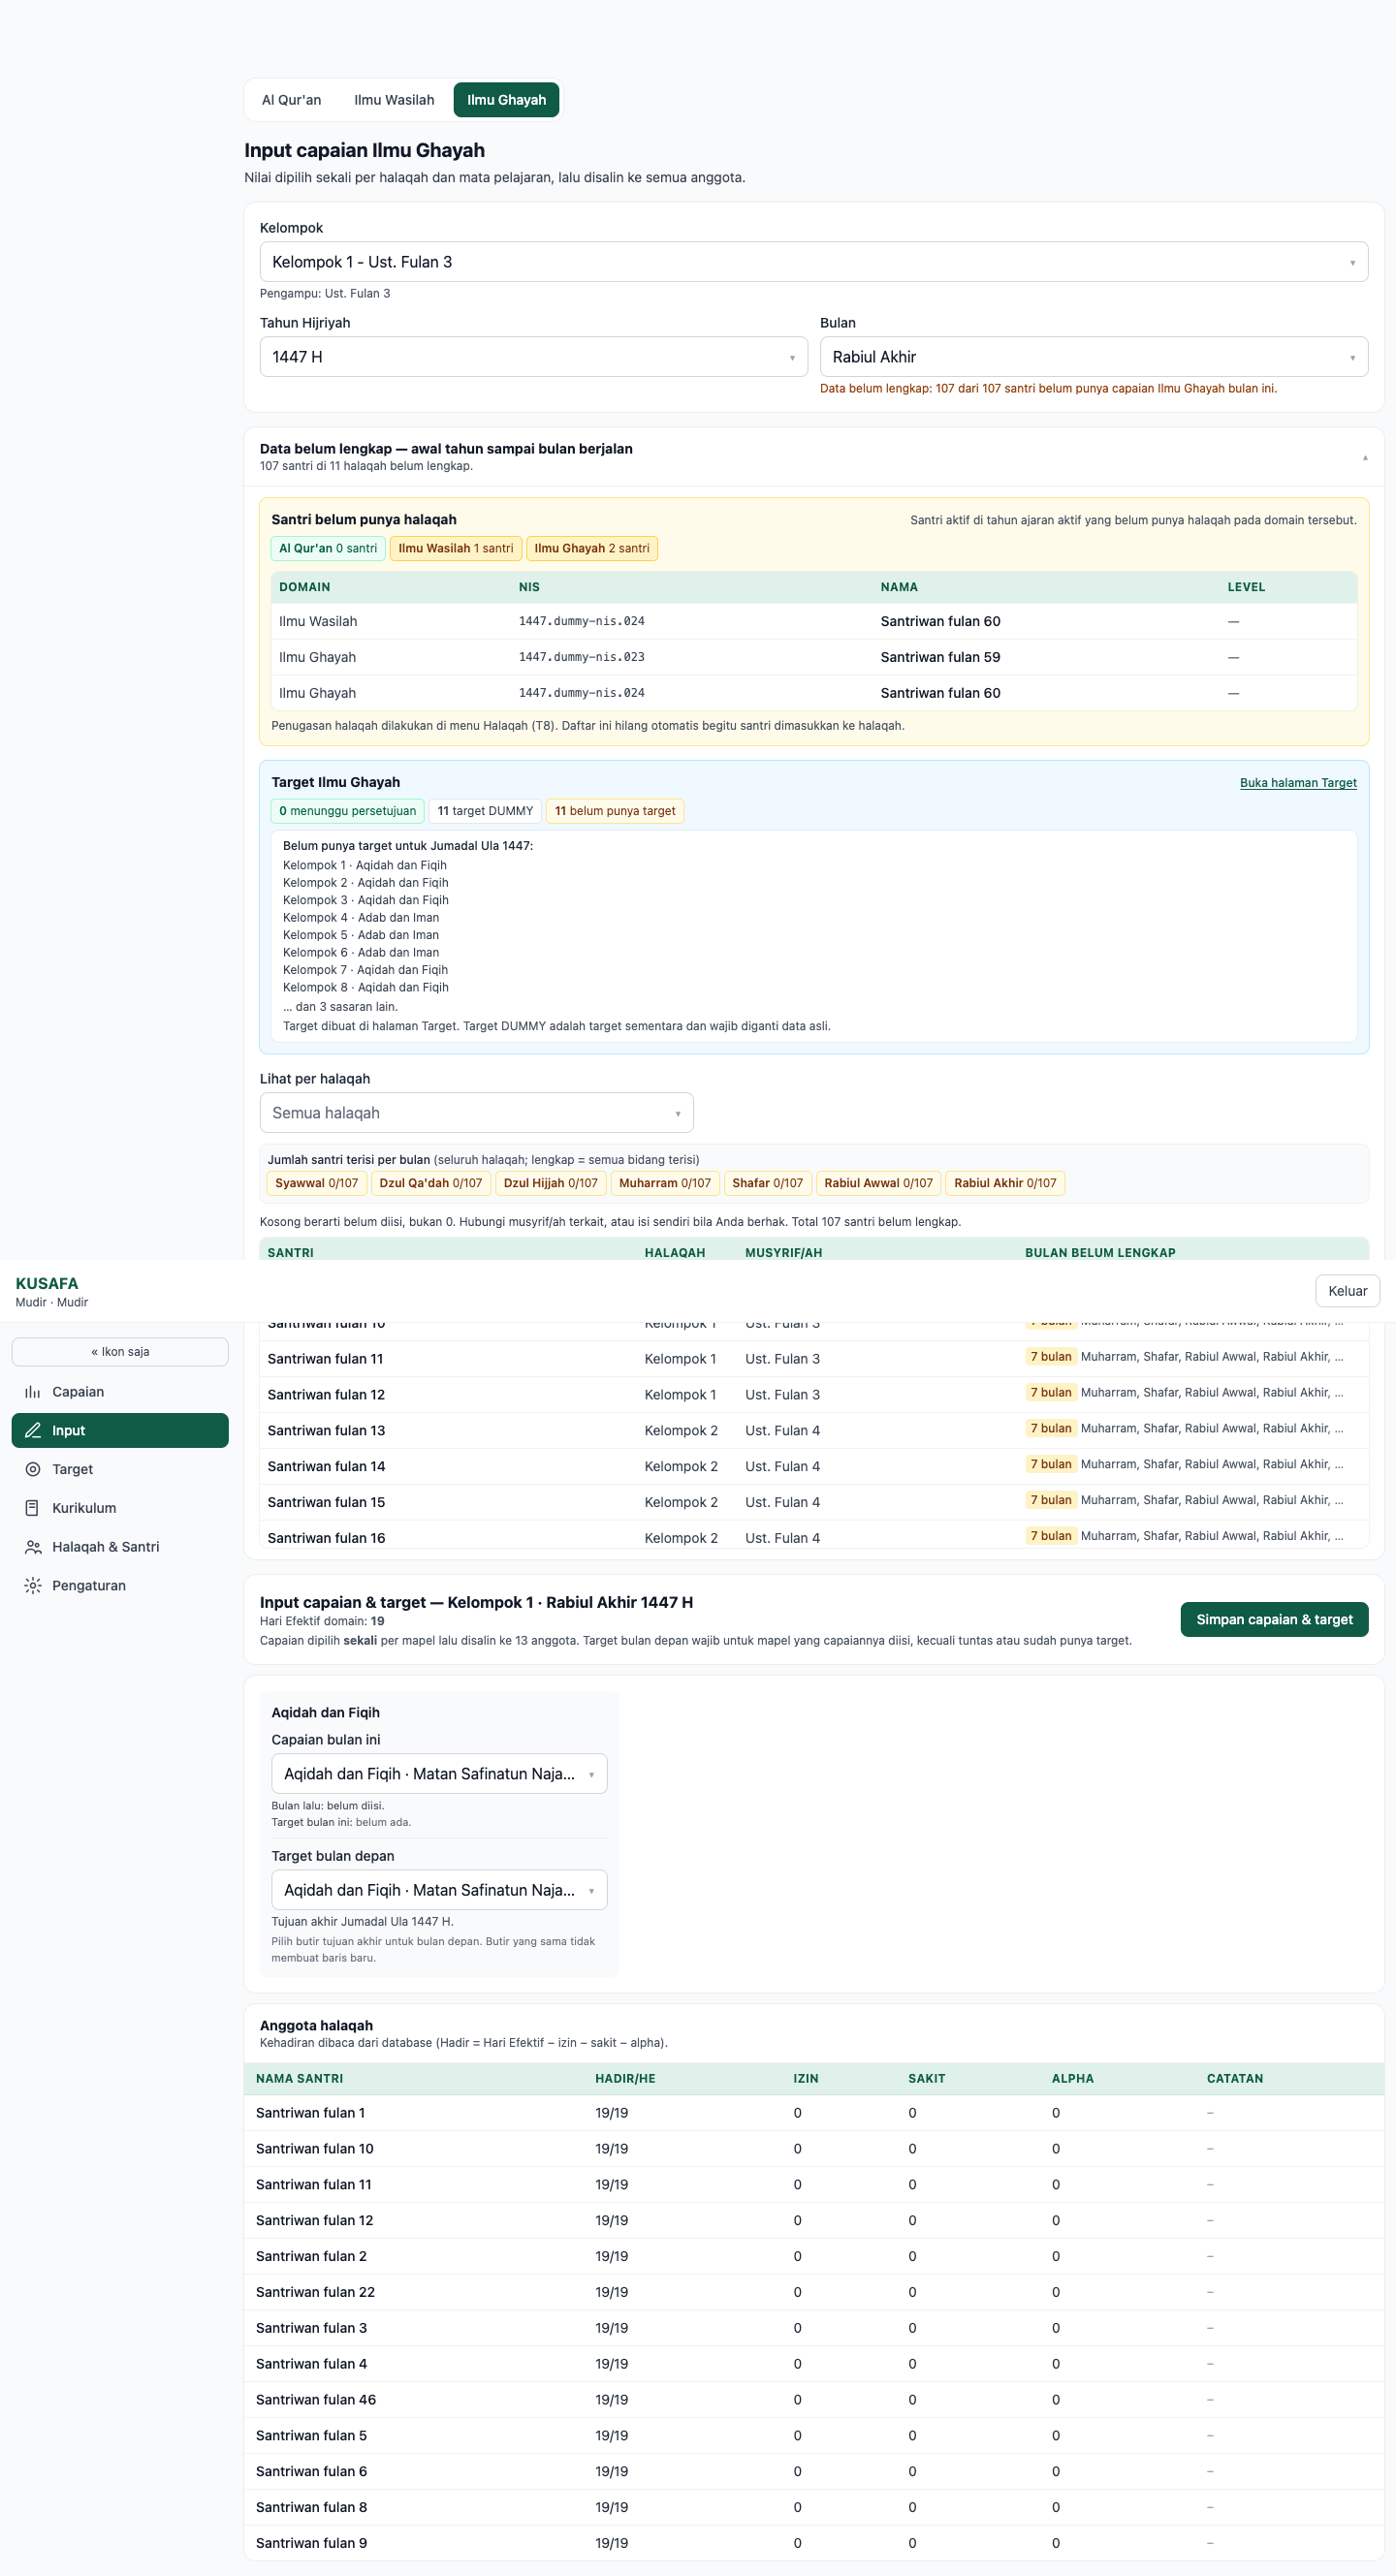 Al Qur'an
Ilmu Wasilah
Ilmu Ghayah
Input capaian Ilmu Ghayah
Nilai dipilih sekali per halaqah dan mata pelajaran, lalu disalin ke semua anggota.
Kelompok
Kelompok 1 - Ust. Fulan 3
Pengampu: Ust. Fulan 3
Tahun Hijriyah
1447 H
Bulan
Rabiul Akhir
Data belum lengkap: 107 dari 107 santri belum punya capaian Ilmu Ghayah bulan ini.
Data belum lengkap — awal tahun sampai bulan berjalan
107 santri di 11 halaqah belum lengkap.
Santri belum punya halaqah
Santri aktif di tahun ajaran aktif yang belum punya halaqah pada domain tersebut.
Al Qur'an 0 santri
Ilmu Wasilah 1 santri
Ilmu Ghayah 2 santri
DOMAIN NIS NAMA LEVEL
Ilmu Wasilah 1447.dummy-nis.024 Santriwan fulan 60 —
Ilmu Ghayah 1447.dummy-nis.023 Santriwan fulan 59 —
Ilmu Ghayah 1447.dummy-nis.024 Santriwan fulan 60 —
Penugasan halaqah dilakukan di menu Halaqah (T8). Daftar ini hilang otomatis begitu santri dimasukkan ke halaqah.
Target Ilmu Ghayah
Buka halaman Target
0 menunggu persetujuan
11 target DUMMY
11 belum punya target
Belum punya target untuk Jumadal Ula 1447:
Kelompok 1 · Aqidah dan Fiqih
Kelompok 2 · Aqidah dan Fiqih
Kelompok 3 · Aqidah dan Fiqih
Kelompok 4 · Adab dan Iman
Kelompok 5 · Adab dan Iman
Kelompok 6 · Adab dan Iman
Kelompok 7 · Aqidah dan Fiqih
Kelompok 8 · Aqidah dan Fiqih
... dan 3 sasaran lain.
Target dibuat di halaman Target. Target DUMMY adalah target sementara dan wajib diganti data asli.
Lihat per halaqah
Semua halaqah
Jumlah santri terisi per bulan (seluruh halaqah; lengkap = semua bidang terisi)
Syawwal 0/107
Dzul Qa'dah 0/107
Dzul Hijjah 0/107
Muharram 0/107
Shafar 0/107
Rabiul Awwal 0/107
Rabiul Akhir 0/107
Kosong berarti belum diisi, bukan 0. Hubungi musyrif/ah terkait, atau isi sendiri bila Anda berhak. Total 107 santri belum lengkap.
SANTRI HALAQAH MUSYRIF/AH BULAN BELUM LENGKAP
KUSAFA
Mudir · Mudir
Keluar
Santriwan fulan 10 Kelompok 1 Ust. Fulan 3 7 bulan Muharram, Shafar, Rabiul Awwal, Rabiul Akhir, ...
Santriwan fulan 11 Kelompok 1 Ust. Fulan 3 7 bulan Muharram, Shafar, Rabiul Awwal, Rabiul Akhir, ...
Santriwan fulan 12 Kelompok 1 Ust. Fulan 3 7 bulan Muharram, Shafar, Rabiul Awwal, Rabiul Akhir, ...
Santriwan fulan 13 Kelompok 2 Ust. Fulan 4 7 bulan Muharram, Shafar, Rabiul Awwal, Rabiul Akhir, ...
Santriwan fulan 14 Kelompok 2 Ust. Fulan 4 7 bulan Muharram, Shafar, Rabiul Awwal, Rabiul Akhir, ...
Santriwan fulan 15 Kelompok 2 Ust. Fulan 4 7 bulan Muharram, Shafar, Rabiul Awwal, Rabiul Akhir, ...
Santriwan fulan 16 Kelompok 2 Ust. Fulan 4 7 bulan Muharram, Shafar, Rabiul Awwal, Rabiul Akhir, ...
« Ikon saja
Capaian
Input
Target
Kurikulum
Halaqah & Santri
Pengaturan
Input capaian & target — Kelompok 1 · Rabiul Akhir 1447 H
Hari Efektif domain: 19
Capaian dipilih sekali per mapel lalu disalin ke 13 anggota. Target bulan depan wajib untuk mapel yang capaiannya diisi, kecuali tuntas atau sudah punya target.
Simpan capaian & target
Aqidah dan Fiqih
Capaian bulan ini
Aqidah dan Fiqih · Matan Safinatun Naja...
Bulan lalu: belum diisi.
Target bulan ini: belum ada.
Target bulan depan
Aqidah dan Fiqih · Matan Safinatun Naja...
Tujuan akhir Jumadal Ula 1447 H.
Pilih butir tujuan akhir untuk bulan depan. Butir yang sama tidak
membuat baris baru.
Anggota halaqah
Kehadiran dibaca dari database (Hadir = Hari Efektif − izin − sakit − alpha).
NAMA SANTRI HADIR/HE IZIN SAKIT ALPHA CATATAN
Santriwan fulan 1 19/19 0 0 0 –
Santriwan fulan 10 19/19 0 0 0 –
Santriwan fulan 11 19/19 0 0 0 –
Santriwan fulan 12 19/19 0 0 0 –
Santriwan fulan 2 19/19 0 0 0 –
Santriwan fulan 22 19/19 0 0 0 –
Santriwan fulan 3 19/19 0 0 0 –
Santriwan fulan 4 19/19 0 0 0 –
Santriwan fulan 46 19/19 0 0 0 –
Santriwan fulan 5 19/19 0 0 0 –
Santriwan fulan 6 19/19 0 0 0 –
Santriwan fulan 8 19/19 0 0 0 –
Santriwan fulan 9 19/19 0 0 0 –